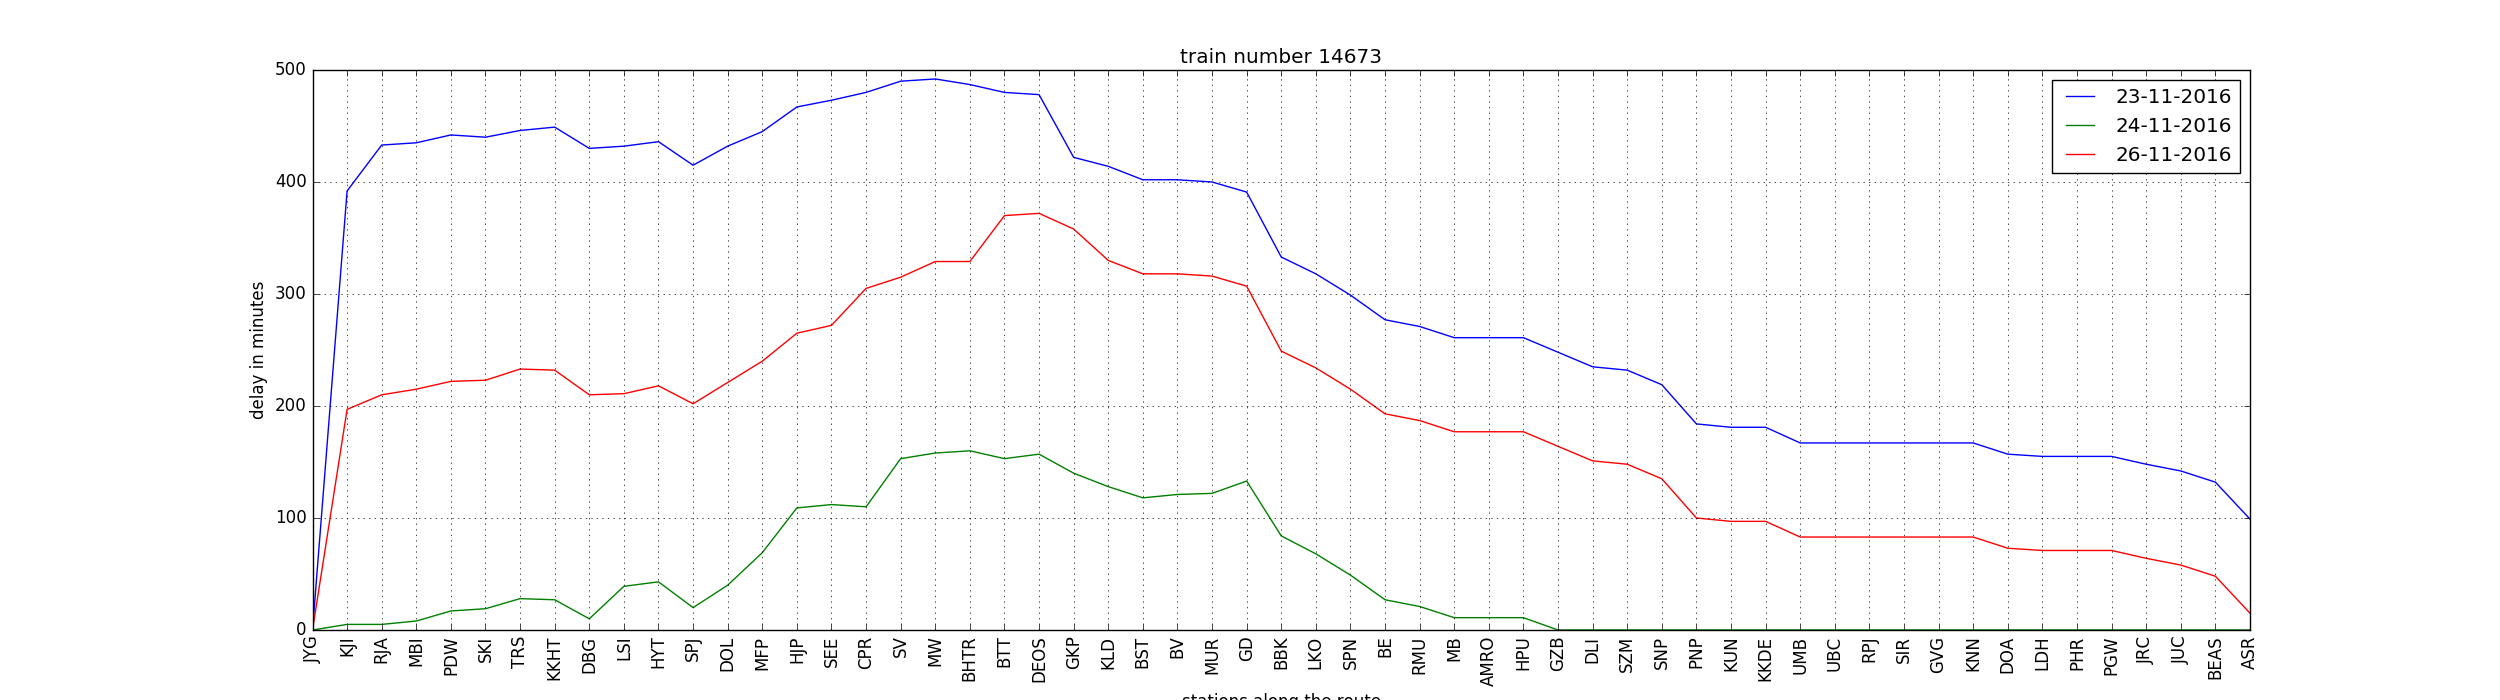 train number 14673
500
400
300
200
100
0
delay in minutes
23-11-2016
24-11-2016
26-11-2016
JYG
KJI
RJA
MBI
PDW
SKI
TRS
KKHT
DBG
LSI
HYT
SPJ
DOL
MFP
HJP
SEE
CPR
SV
MW
BHTR
BTT
DEOS
GKP
KLD
BST
BV
MUR
GD
BBK
LKO
SPN
BE
RMU
MB
AMRO
HPU
GZB
DLI
SZM
SNP
PNP
KUN
KKDE
UMB
UBC
RPJ
SIR
GVG
KNN
DOA
LDH
PHR
PGW
JRC
JUC
BEAS
ASR
stations along the route